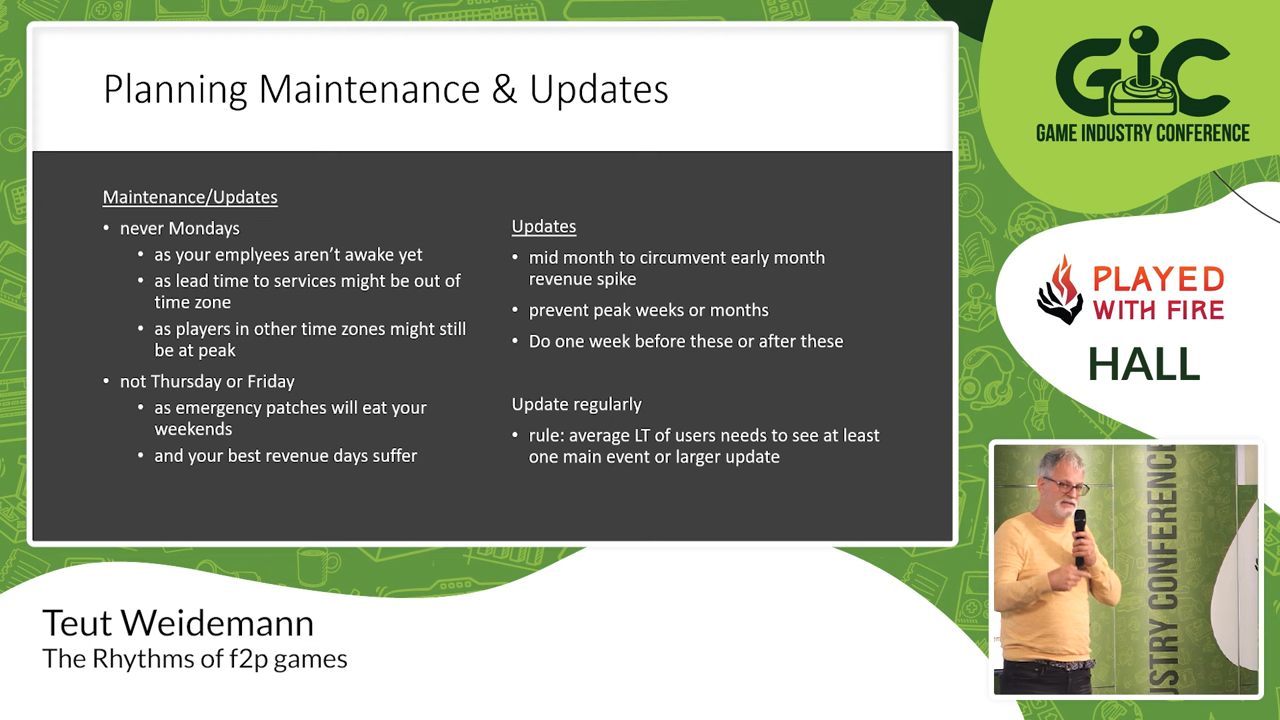 Planning Maintenance & Updates
Maintenance/Updates
• never Mondays
• as your emplyees aren't awake yet
• as lead time to services might be out of
time zone
• as players in other time zones might still
be at peak
• not Thursday or Friday
• as emergency patches will eat your
weekends
• and your best revenue days suffer
Updates
• mid month to circumvent early month
revenue spike
• prevent peak weeks or months
• Do one week before these or after these
Update regularly
• rule: average LT of users needs to see at least
one main event or larger update
GIC
GAME INDUSTRY CONFERENCE
PLAYED
WITH FIRE
HALL
USTRY CONFERENCE
Teut Weidemann
The Rhythms of f2p games